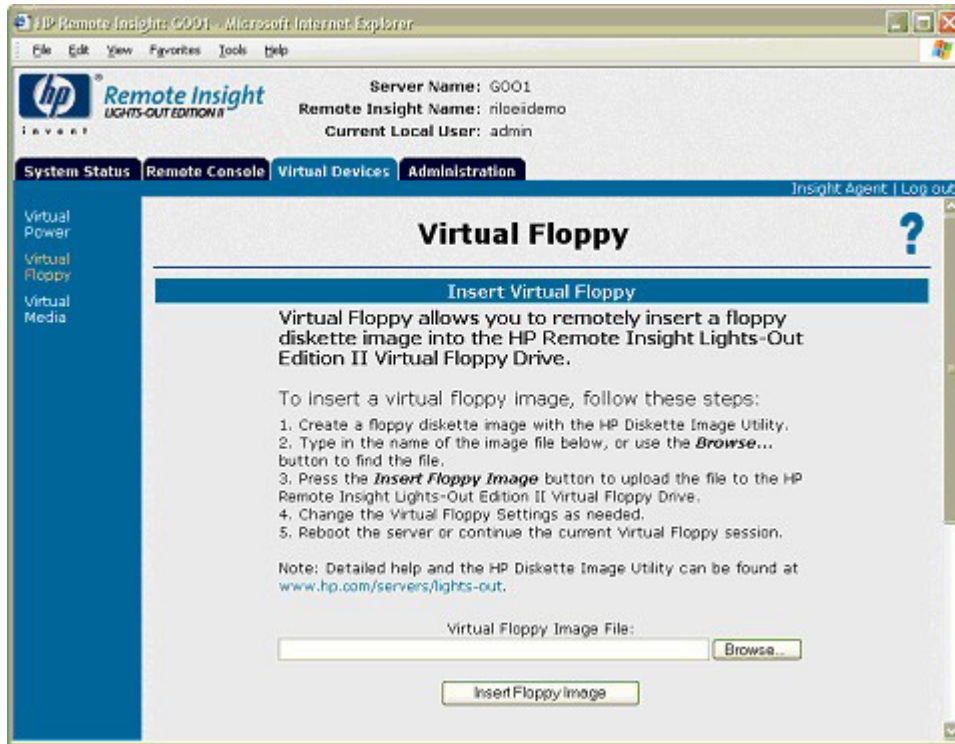 HP Remote Insight: GOO1 - Microsoft Internet Explorer
File Edit View Favorites Tools Help
hp
invent
Remote Insight
LIGHTS-OUT EDITION II
Server Name: GOO1
Remote Insight Name: riloeiidemo
Current Local User: admin
System Status Remote Console Virtual Devices Administration
Insight Agent | Log out
Virtual
Power
Virtual
Floppy
Virtual
Media
Virtual Floppy
?
Insert Virtual Floppy
Virtual Floppy allows you to remotely insert a floppy
diskette image into the HP Remote Insight Lights-Out
Edition II Virtual Floppy Drive.
To insert a virtual floppy image, follow these steps:
1. Create a floppy diskette image with the HP Diskette Image Utility.
2. Type in the name of the image file below, or use the Browse...
button to find the file.
3. Press the Insert Floppy Image button to upload the file to the HP
Remote Insight Lights-Out Edition II Virtual Floppy Drive.
4. Change the Virtual Floppy Settings as needed.
5. Reboot the server or continue the current Virtual Floppy session.
Note: Detailed help and the HP Diskette Image Utility can be found at
www.hp.com/servers/lights-out.
Virtual Floppy Image File:
Browse...
Insert Floppy Image